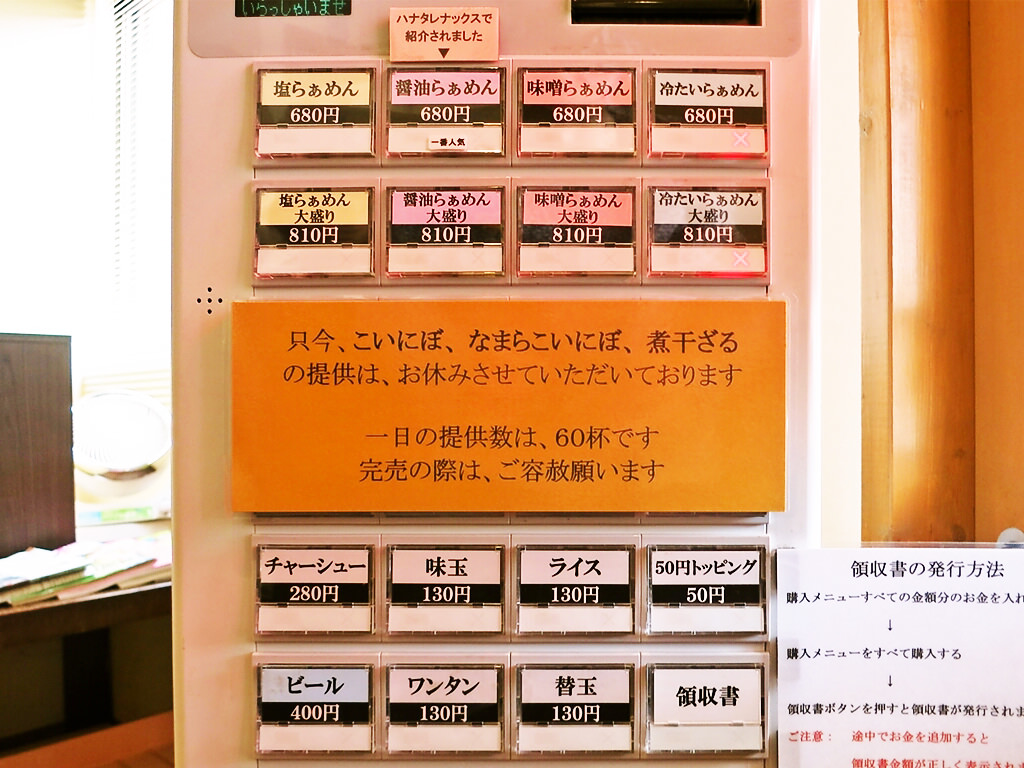 いらっしゃいませ
ハナタレナックスで
紹介されました
▼
塩らぁめん
680円
醤油らぁめん
680円
一番人気
味噌らぁめん
680円
冷たいらぁめん
680円
×
塩らぁめん
大盛り
810円
醤油らぁめん
大盛り
810円
味噌らぁめん
大盛り
810円
冷たいらぁめん
大盛り
810円
×
只今、こいにぼ、なまらこいにぼ、煮干ざる
の提供は、お休みさせていただいております
一日の提供数は、60杯です
完売の際は、ご容赦願います
チャーシュー
280円
味玉
130円
ライス
130円
50円トッピング
50円
ビール
400円
ワンタン
130円
替玉
130円
領収書
領収書の発行方法
購入メニューすべての金額分のお金を入れ
↓
購入メニューをすべて購入する
↓
領収書ボタンを押すと領収書が発行されま
ご注意： 途中でお金を追加すると
領収書金額が正しく表示されま